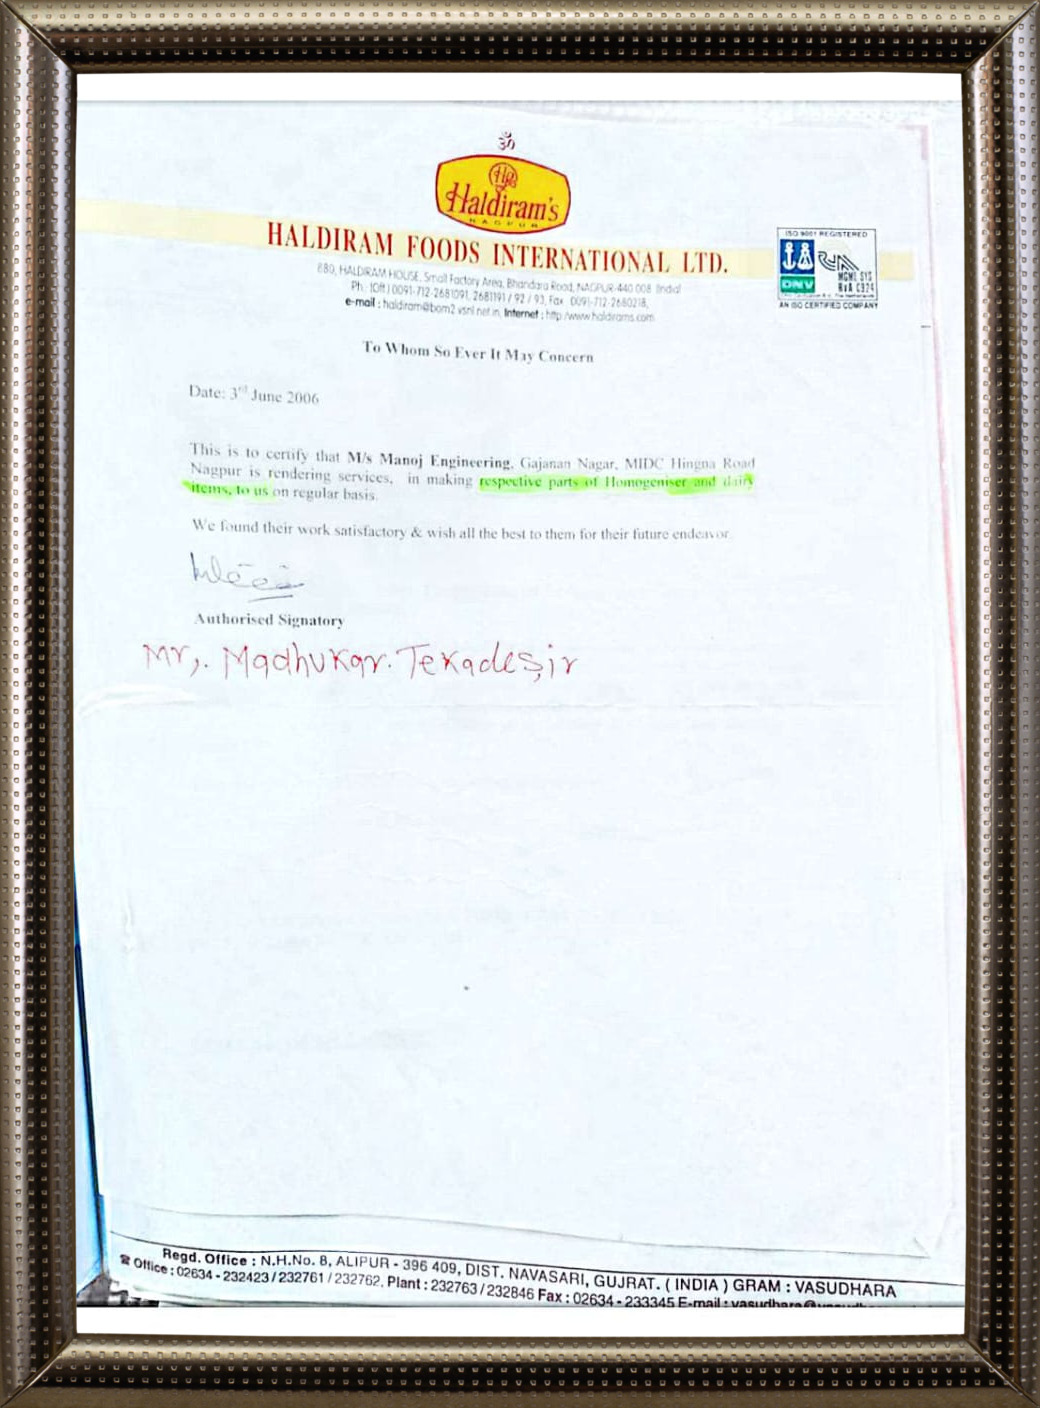 ॐ
Haldiram's
NAGPUR
HALDIRAM FOODS INTERNATIONAL LTD.
880, HALDIRAM HOUSE, Small Factory Area, Bhandara Road, NAGPUR-440 008 (India)
Ph.: (Off.) 0091-712-2681091, 2681191 / 92 / 93, Fax 0091-712-2680218,
e-mail : haldiram@bom2.vsnl.net.in, Internet : http:/www.haldirams.com
ISO 9001 REGISTERED
DNV
MGMT SYS
RvA C024
AN ISO CERTIFIED COMPANY
To Whom So Ever It May Concern
Date: 3rd June 2006
This is to certify that M/s Manoj Engineering, Gajanan Nagar, MIDC Hingna Road
Nagpur is rendering services, in making respective parts of Homogeniser and dairy
items, to us on regular basis.
We found their work satisfactory & wish all the best to them for their future endeavor.
Authorised Signatory
Mr,. Madhukar. Tekadeşir
Regd. Office : N.H.No. 8, ALIPUR - 396 409, DIST. NAVASARI, GUJRAT. ( INDIA ) GRAM : VASUDHARA
☎ Office : 02634 - 232423 / 232761 / 232762, Plant : 232763 / 232846 Fax : 02634 - 233345 E-mail :